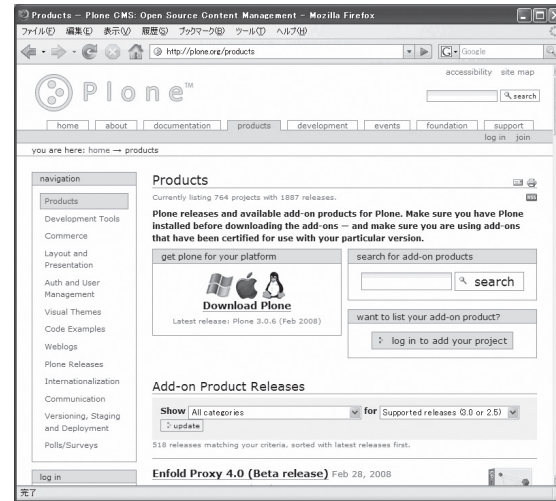 Products — Plone CMS: Open Source Content Management - Mozilla Firefox
ファイル(F) 編集(E) 表示(V) 履歴(S) ブックマーク(B) ツール(T) ヘルプ(H)
http://plone.org/products
Google
accessibility site map
Plone™
search
home about documentation products development events foundation support
log in join
you are here: home → products
navigation
Products
Development Tools
Commerce
Layout and
Presentation
Auth and User
Management
Visual Themes
Code Examples
Weblogs
Plone Releases
Internationalization
Communication
Versioning, Staging
and Deployment
Polls/Surveys
log in
Products
Currently listing 764 projects with 1887 releases.
RSS
Plone releases and available add-on products for Plone. Make sure you have Plone
installed before downloading the add-ons — and make sure you are using add-ons
that have been certified for use with your particular version.
get plone for your platform
Download Plone
Latest release: Plone 3.0.6 (Feb 2008)
search for add-on products
search
want to list your add-on product?
log in to add your project
Add-on Product Releases
Show All categories for Supported releases (3.0 or 2.5)
update
518 releases matching your criteria, sorted with latest releases first.
Enfold Proxy 4.0 (Beta release) Feb 28, 2008
完了